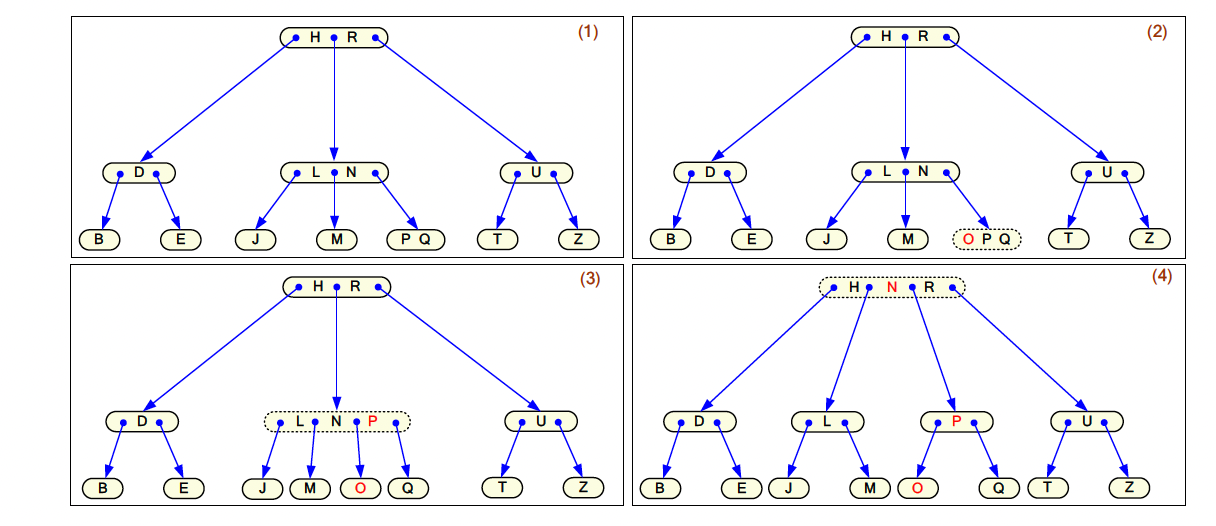 H R (1)
D L N U
B E J M P Q T Z
H R (2)
D L N U
B E J M O P Q T Z
H R (3)
D L N P U
B E J M O Q T Z
H N R (4)
D L P U
B E J M O Q T Z